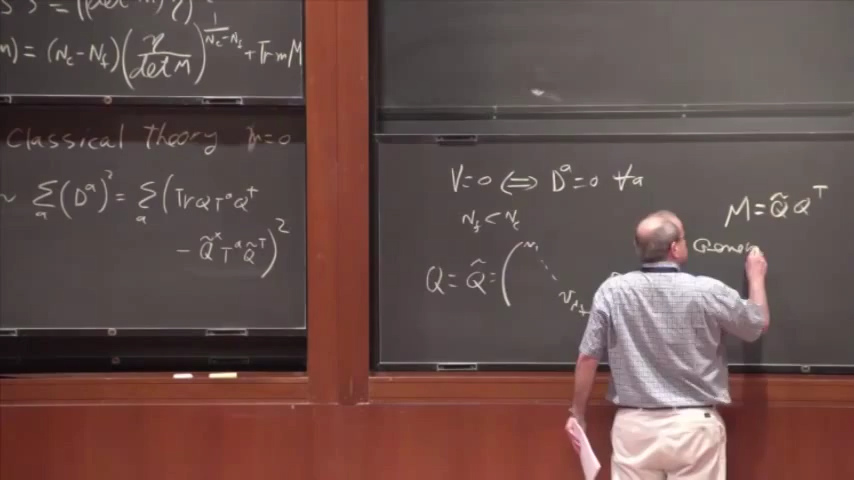 ) = (N_c - N_f) (η / det M)^{1/(N_c - N_f)} + Tr m M
Classical Theory m=0
~ Σ_a (D^a)^2 = Σ_a (Tr Q T^a Q^†
- Q̃^* T^a Q̃^T)^2
V=0 ⇔ D^a=0 ∀a
N_f < N_c
Q = Q̃ = (v_1
M = Q̃ Q^T